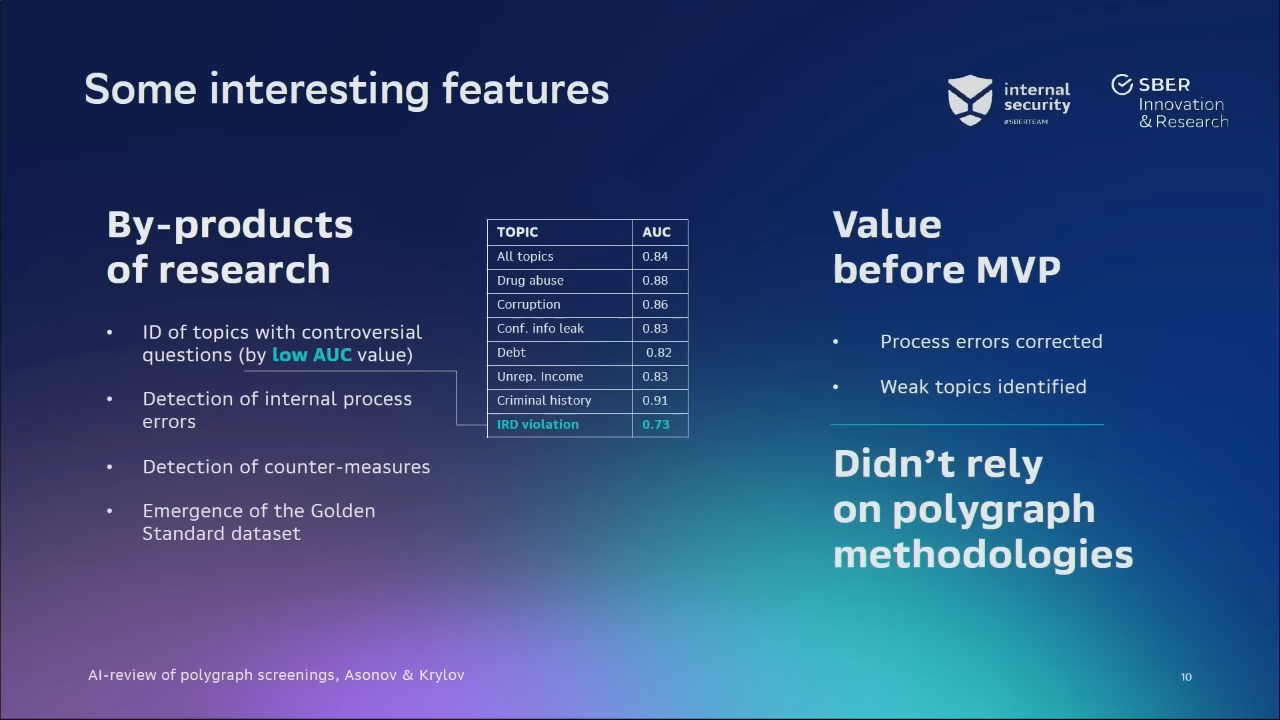 Some interesting features
internal
security
#SBERTEAM
SBER
Innovation
& Research
By-products
of research
• ID of topics with controversial
questions (by low AUC value)
• Detection of internal process
errors
• Detection of counter-measures
• Emergence of the Golden
Standard dataset
TOPIC AUC
All topics 0.84
Drug abuse 0.88
Corruption 0.86
Conf. info leak 0.83
Debt 0.82
Unrep. Income 0.83
Criminal history 0.91
IRD violation 0.73
Value
before MVP
• Process errors corrected
• Weak topics identified
Didn’t rely
on polygraph
methodologies
AI-review of polygraph screenings, Asonov & Krylov
10